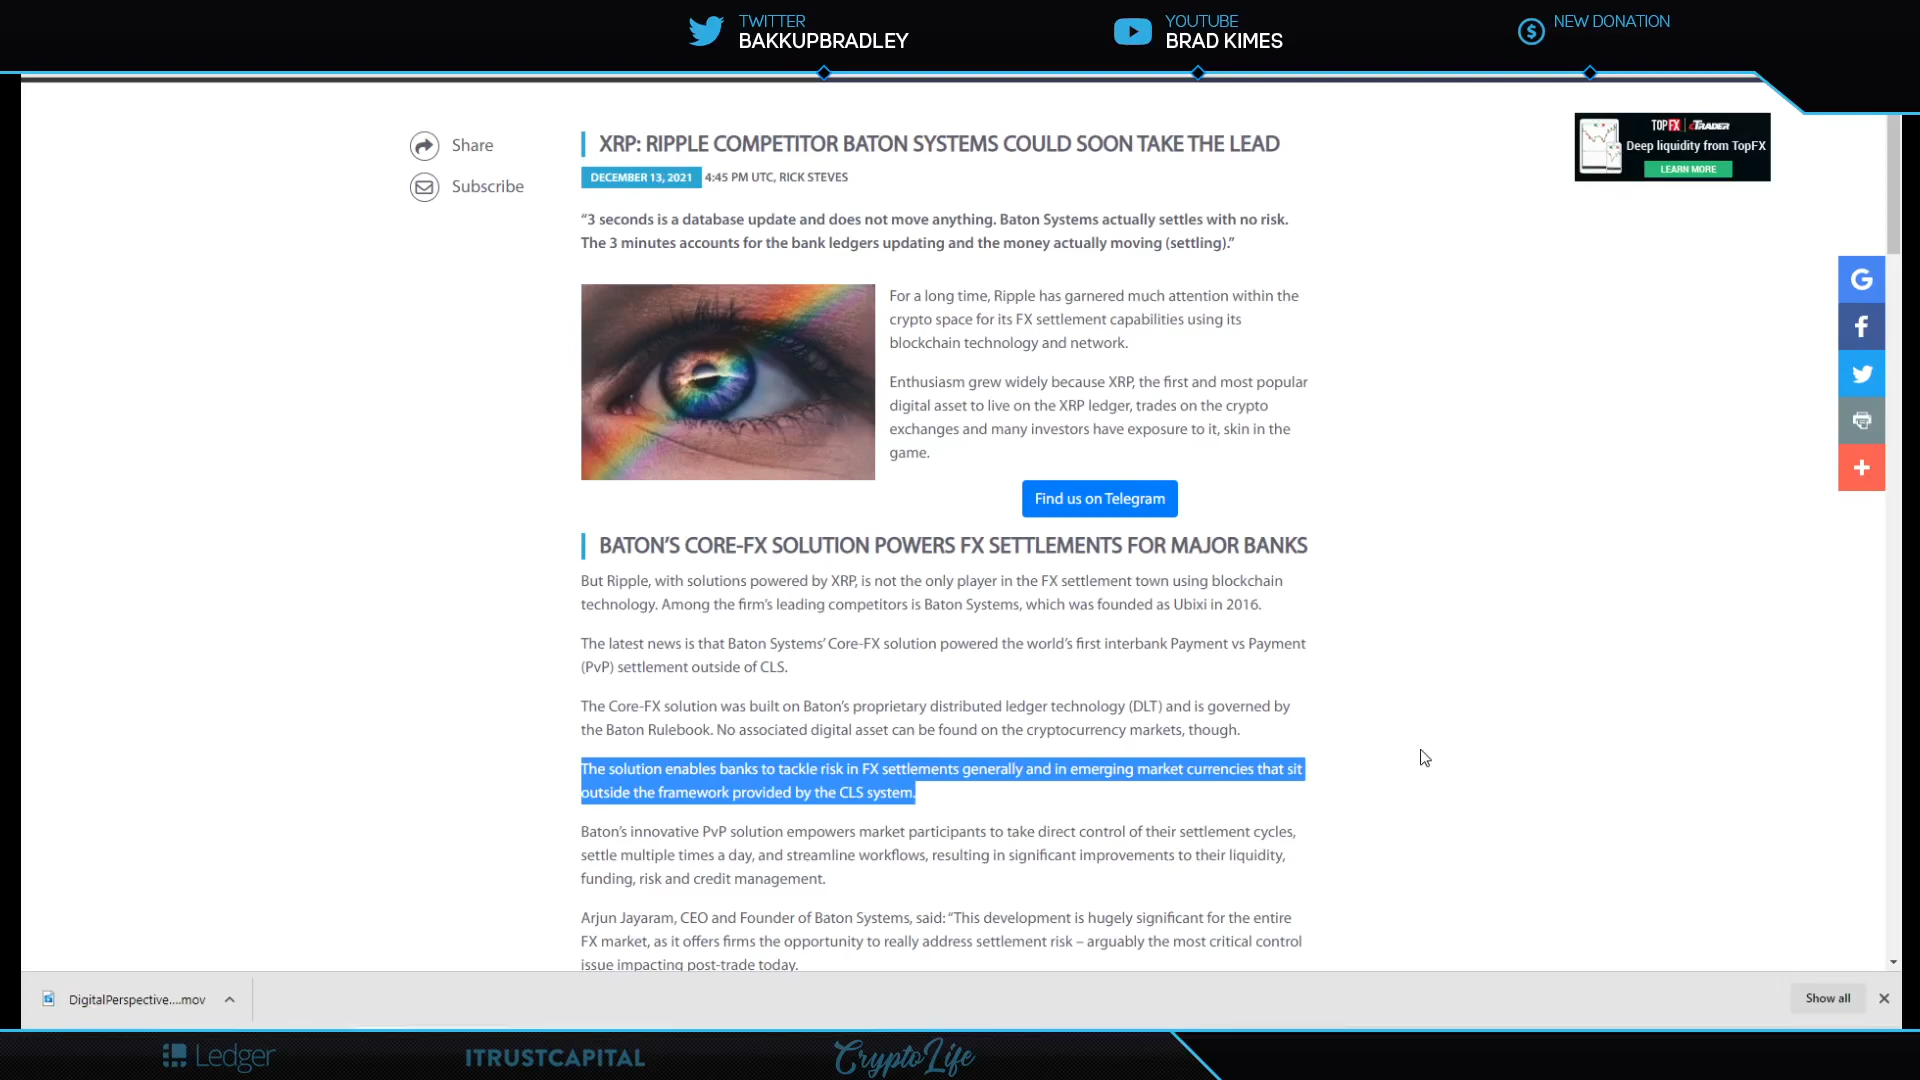 TWITTER
BAKKUPBRADLEY
YOUTUBE
BRAD KIMES
NEW DONATION
Share
Subscribe
XRP: RIPPLE COMPETITOR BATON SYSTEMS COULD SOON TAKE THE LEAD
DECEMBER 13, 2021 4:45 PM UTC, RICK STEVES
“3 seconds is a database update and does not move anything. Baton Systems actually settles with no risk.
The 3 minutes accounts for the bank ledgers updating and the money actually moving (settling).”
For a long time, Ripple has garnered much attention within the
crypto space for its FX settlement capabilities using its
blockchain technology and network.
Enthusiasm grew widely because XRP, the first and most popular
digital asset to live on the XRP ledger, trades on the crypto
exchanges and many investors have exposure to it, skin in the
game.
Find us on Telegram
BATON’S CORE-FX SOLUTION POWERS FX SETTLEMENTS FOR MAJOR BANKS
But Ripple, with solutions powered by XRP, is not the only player in the FX settlement town using blockchain
technology. Among the firm’s leading competitors is Baton Systems, which was founded as Ubixi in 2016.
The latest news is that Baton Systems’ Core-FX solution powered the world’s first interbank Payment vs Payment
(PvP) settlement outside of CLS.
The Core-FX solution was built on Baton’s proprietary distributed ledger technology (DLT) and is governed by
the Baton Rulebook. No associated digital asset can be found on the cryptocurrency markets, though.
The solution enables banks to tackle risk in FX settlements generally and in emerging market currencies that sit
outside the framework provided by the CLS system.
Baton’s innovative PvP solution empowers market participants to take direct control of their settlement cycles,
settle multiple times a day, and streamline workflows, resulting in significant improvements to their liquidity,
funding, risk and credit management.
Arjun Jayaram, CEO and Founder of Baton Systems, said: “This development is hugely significant for the entire
FX market, as it offers firms the opportunity to really address settlement risk – arguably the most critical control
issue impacting post-trade today.
TOPFX cTRADER
Deep liquidity from TopFX
LEARN MORE
DigitalPerspective....mov
Show all
Ledger
ITRUSTCAPITAL
CryptoLife